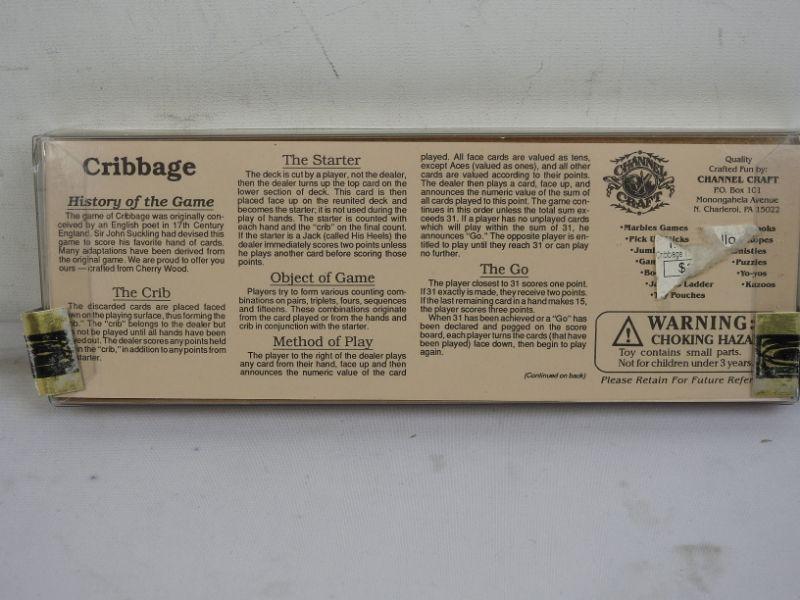 Cribbage
History of the Game
The game of Cribbage was originally con-
ceived by an English poet in 17th Century
England. Sir John Suckling had devised this
game to score his favorite hand of cards.
Many adaptations have been derived from
the original game. We are proud to offer you
ours — crafted from Cherry Wood.
The Crib
The discarded cards are placed faced
on the playing surface, thus forming the
"The "crib" belongs to the dealer but
not be played until all hands have been
out. The dealer scores any points held
in the "crib," in addition to any points from
starter.
The Starter
The deck is cut by a player, not the dealer,
then the dealer turns up the top card on the
lower section of deck. This card is then
placed face up on the reunited deck and
becomes the starter; it is not used during the
play of hands. The starter is counted with
each hand and the "crib" on the final count.
If the starter is a Jack (called His Heels) the
dealer immediately scores two points unless
he plays another card before scoring those
points.
Object of Game
Players try to form various counting com-
binations on pairs, triplets, fours, sequences
and fifteens. These combinations originate
from the card played or from the hands and
crib in conjunction with the starter.
Method of Play
The player to the right of the dealer plays
any card from their hand, face up and then
announces the numeric value of the card
played. All face cards are valued as tens,
except Aces (valued as ones), and all other
cards are valued according to their points.
The dealer then plays a card, face up, and
announces the numeric value of the sum of
all cards played to this point. The game con-
tinues in this order unless the total sum ex-
ceeds 31. If a player has no unplayed cards
which will play within the sum of 31, he
announces "Go." The opposite player is en-
titled to play until they reach 31 or can play
no further.
The Go
The player closest to 31 scores one point.
If 31 exactly is made, they receive two points.
If the last remaining card in a hand makes 15,
the player scores three points.
When 31 has been achieved or a "Go" has
been declared and pegged on the score
board, each player turns the cards (that have
been played) face down, then begin to play
again.
(Continued on back)
CHANNEL
CRAFT
Quality
Crafted Fun by:
CHANNEL CRAFT
P.O. Box 101
Monongahela Avenue
N. Charleroi, PA 15022
•Marbles Games
•Pick U
•Puzzles
•Yo-yos
Ladder
•Kazoos
Pouches
$
WARNING:
CHOKING HAZA
Toy contains small parts.
Not for children under 3 years.
Please Retain For Future Refer